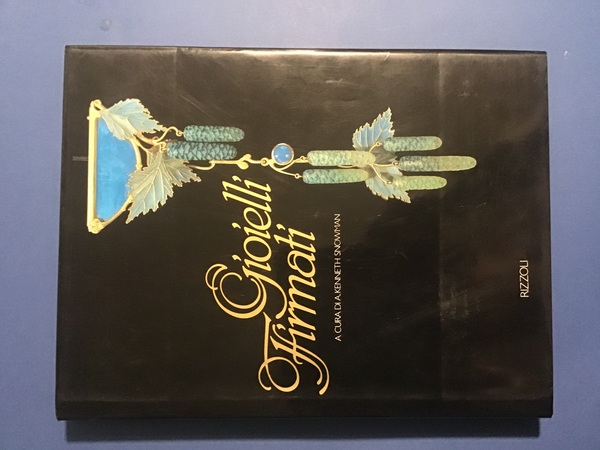 Gioielli
Firmati
A CURA DI A. KENNETH SNOWMAN
RIZZOLI